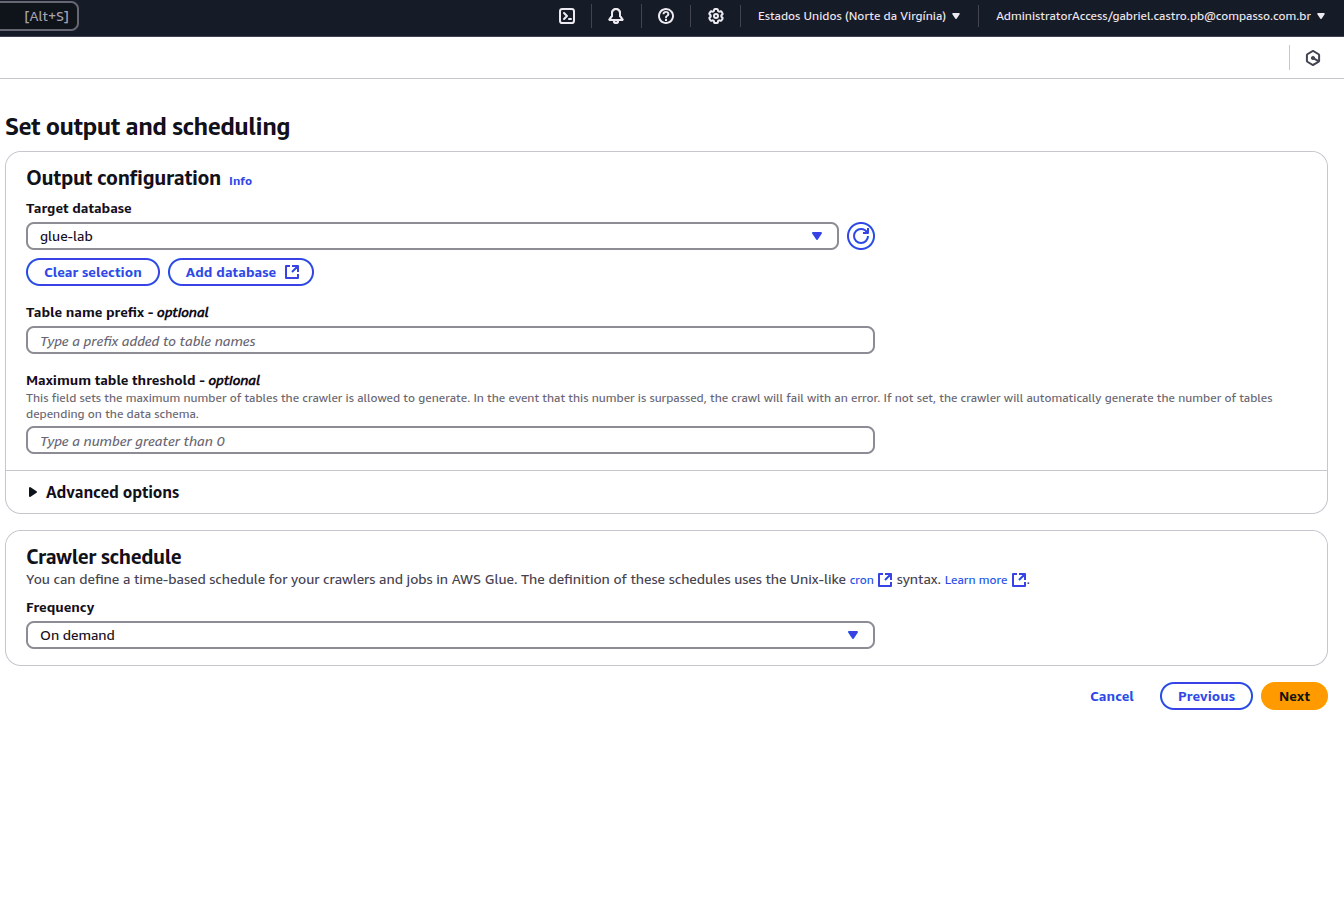 [Alt+S]
Estados Unidos (Norte da Virgínia)
AdministratorAccess/gabriel.castro.pb@compasso.com.br
Set output and scheduling
Output configuration Info
Target database
glue-lab
Clear selection
Add database
Table name prefix - optional
Type a prefix added to table names
Maximum table threshold - optional
This field sets the maximum number of tables the crawler is allowed to generate. In the event that this number is surpassed, the crawl will fail with an error. If not set, the crawler will automatically generate the number of tables
depending on the data schema.
Type a number greater than 0
Advanced options
Crawler schedule
You can define a time-based schedule for your crawlers and jobs in AWS Glue. The definition of these schedules uses the Unix-like cron syntax. Learn more .
Frequency
On demand
Cancel
Previous
Next